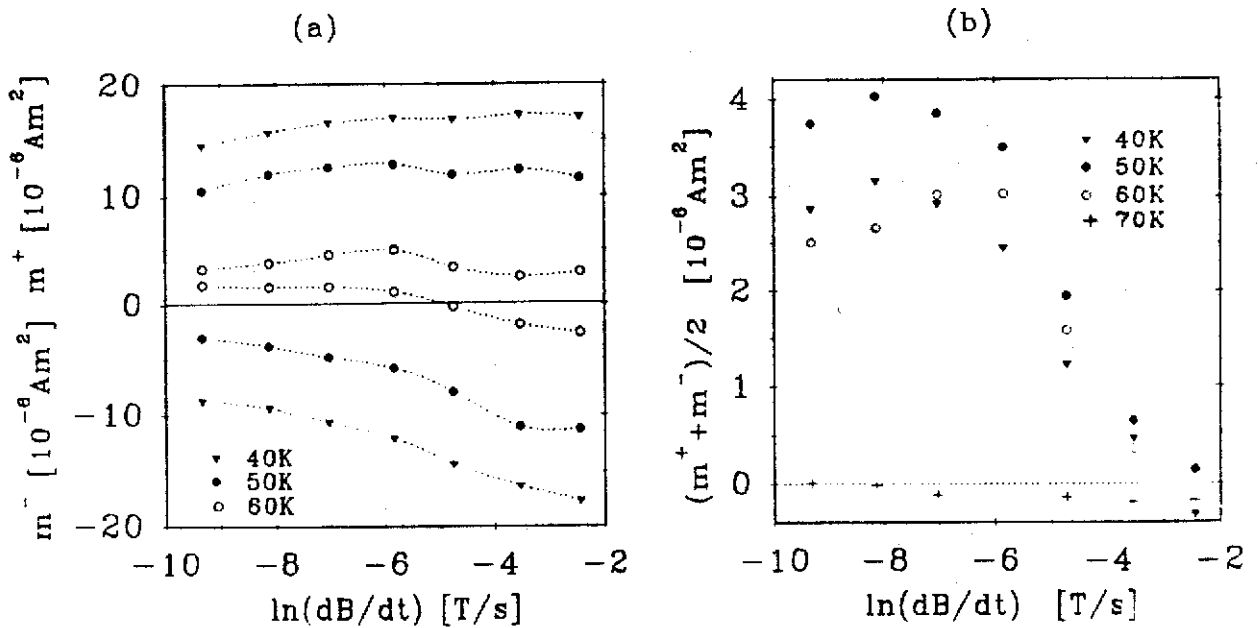 (a)
m⁻ [10⁻⁶Am²] m⁺ [10⁻⁶Am²]
20
10
0
−10
−20
40K
50K
60K
−10 −8 −6 −4 −2
ln(dB/dt) [T/s]
(b)
(m⁺+m⁻)/2 [10⁻⁶Am²]
4
3
2
1
0
40K
50K
60K
70K
−10 −8 −6 −4 −2
ln(dB/dt) [T/s]